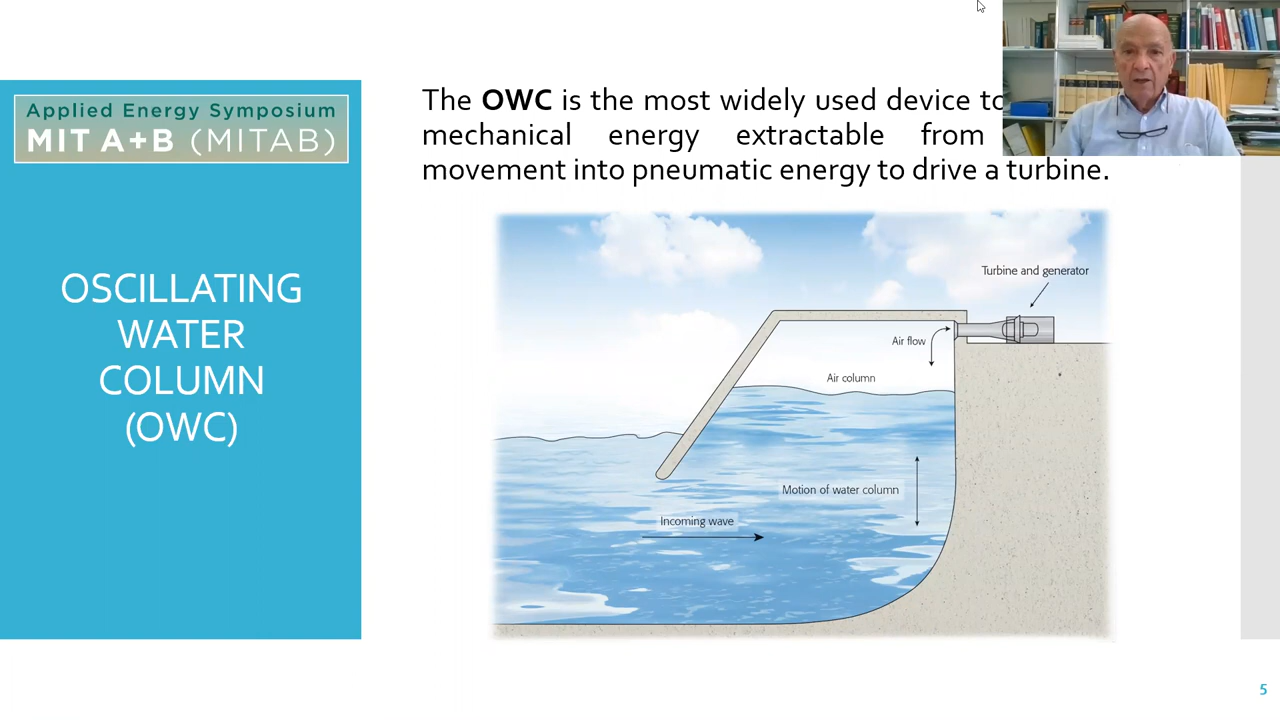 Applied Energy Symposium
MIT A+B (MITAB)
OSCILLATING
WATER
COLUMN
(OWC)
The OWC is the most widely used device to
mechanical energy extractable from
movement into pneumatic energy to drive a turbine.
Turbine and generator
Air flow
Air column
Motion of water column
Incoming wave
5